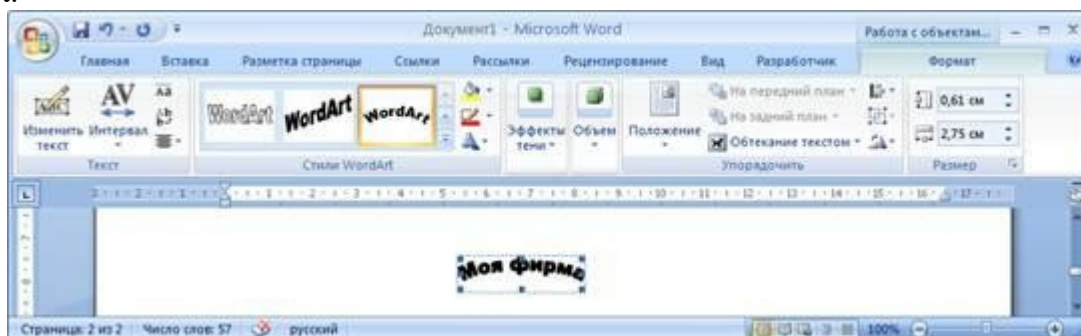 Документ1 - Microsoft Word
Работа с объектам...
Главная Вставка Разметка страницы Ссылки Рассылки Рецензирование Вид Разработчик Формат
Изменить текст
Интервал
Текст
WordArt WordArt WordArt
Стили WordArt
Эффекты тени
Объем
Положение
На передний план
На задний план
Обтекание текстом
Упорядочить
0,61 см
2,75 см
Размер
Моя фирма
Страница: 2 из 2 Число слов: 57 русский 100%